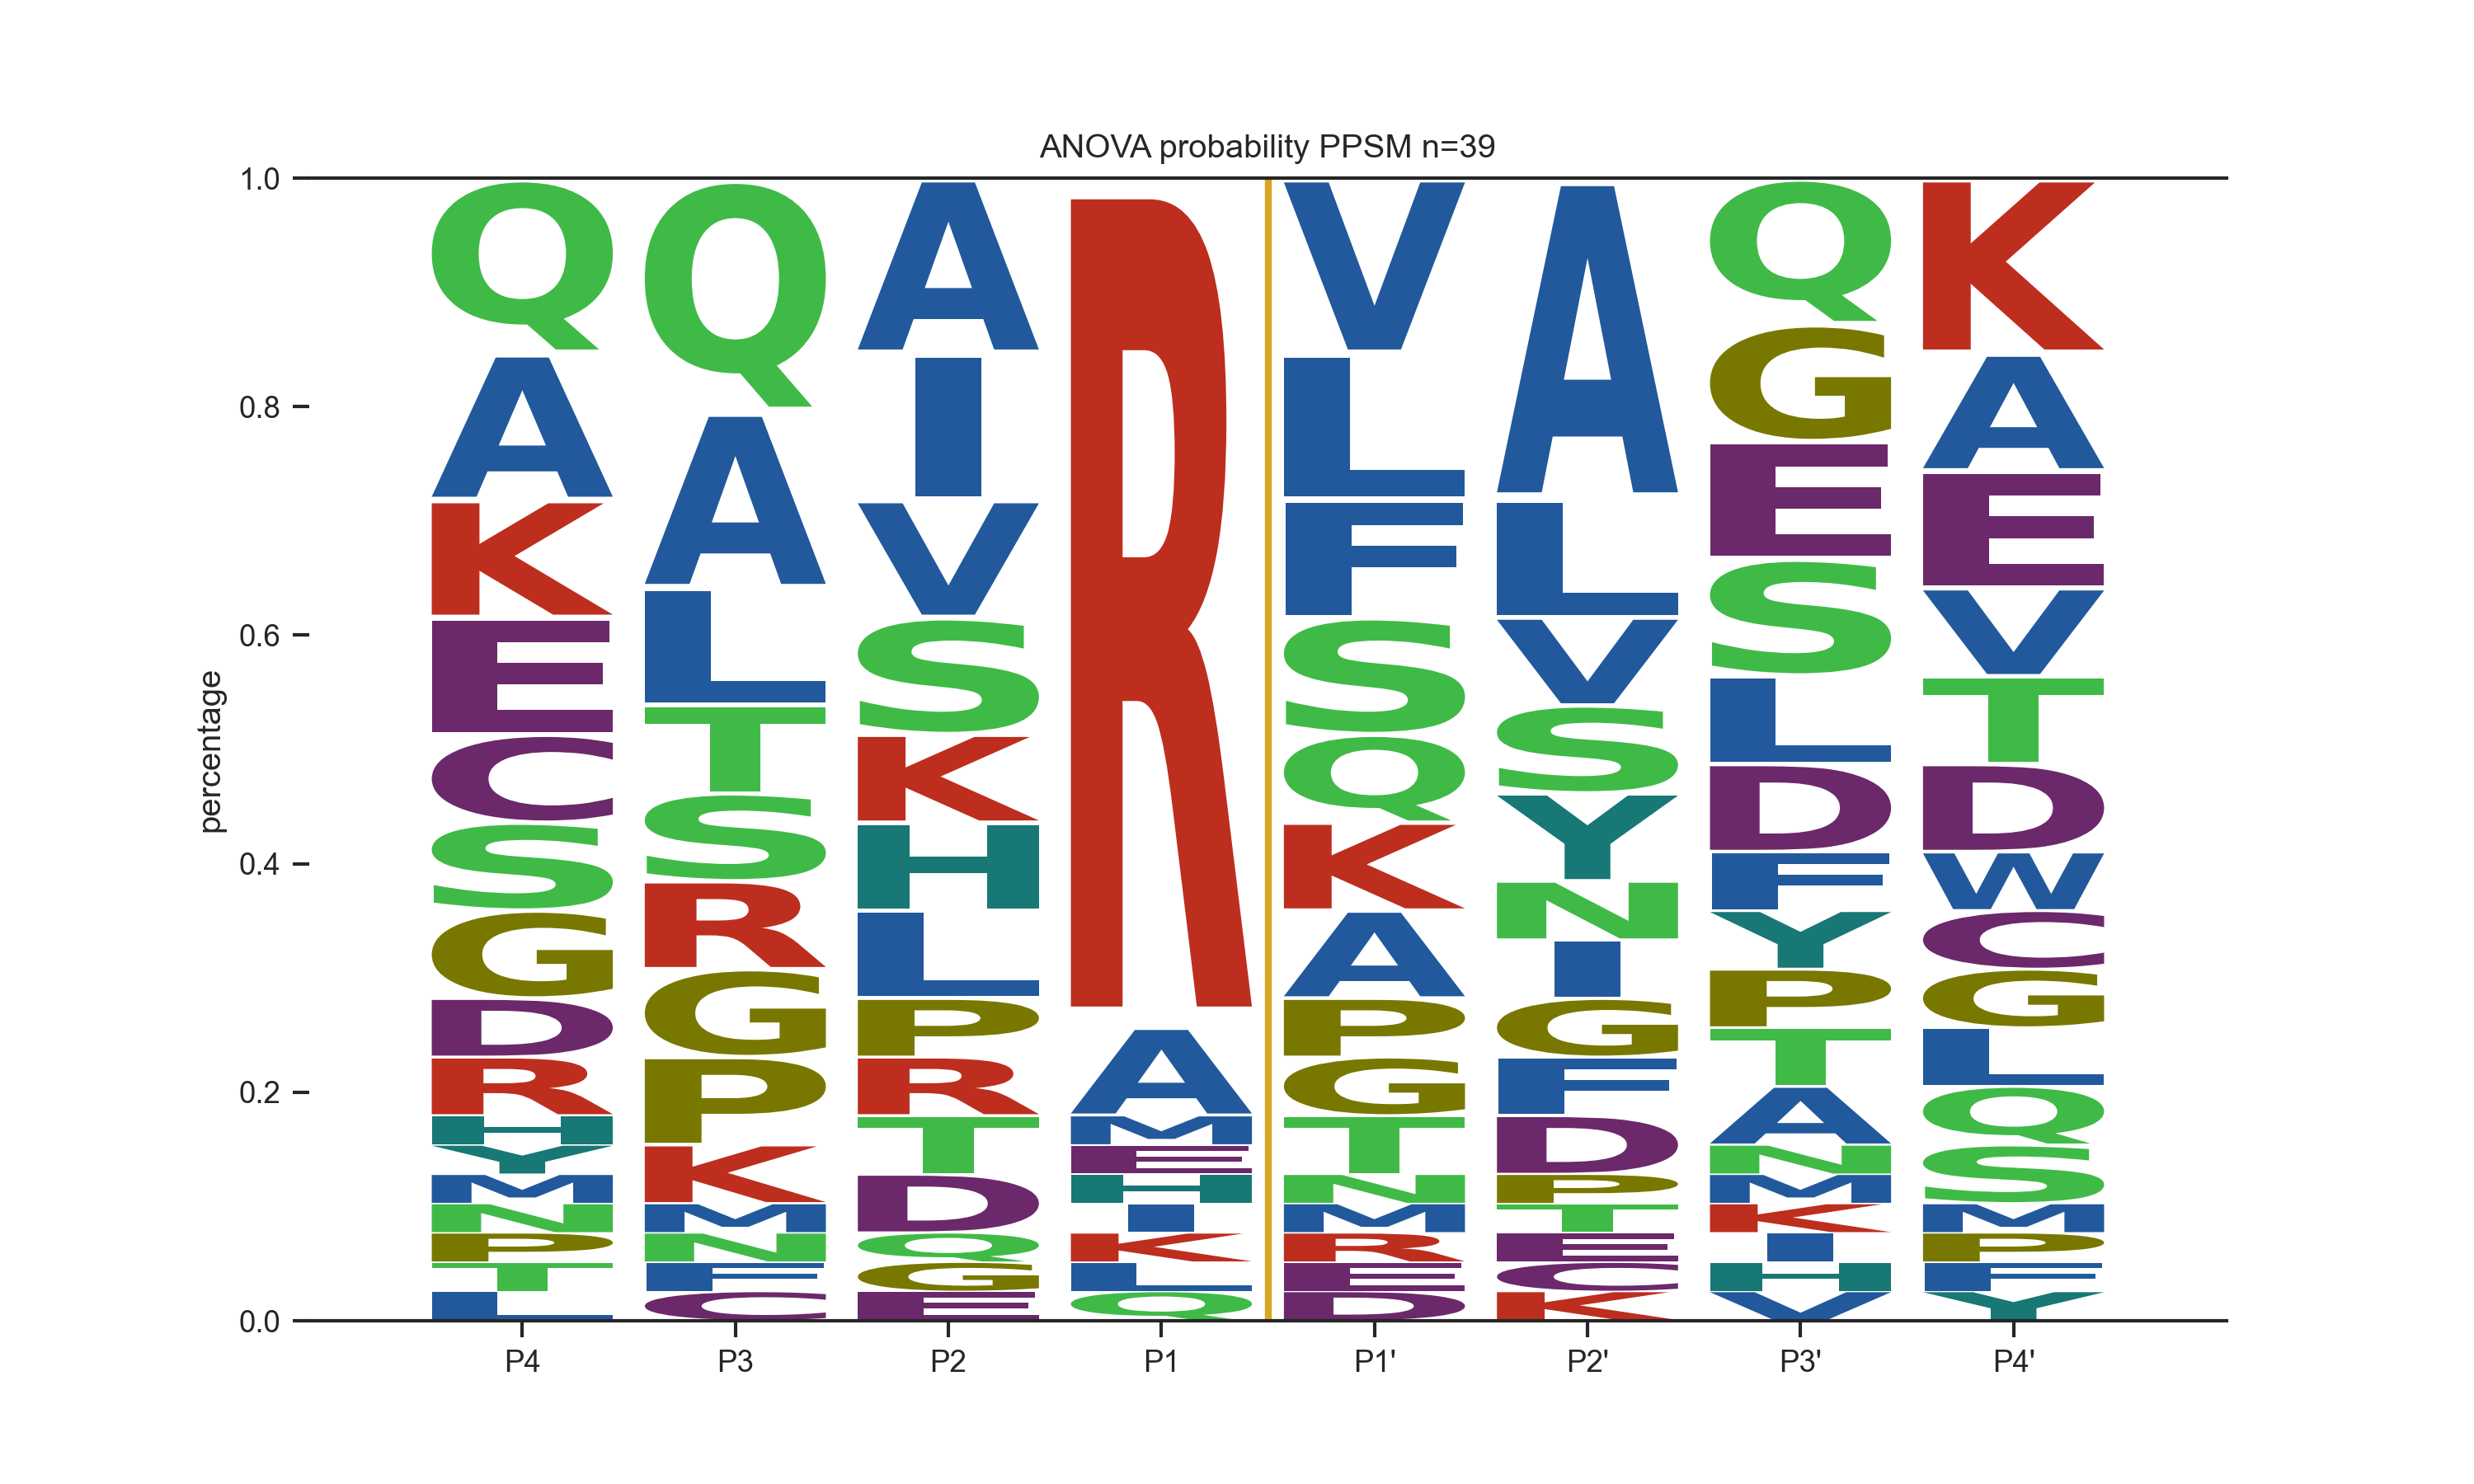 ANOVA probability PPSM n=39
percentage
1.0
0.8
0.6
0.4
0.2
0.0
Q A K E C S G D R H Y M N P T L
Q A L T S R G P K M N F C
A I V S K H L P R T D Q G E
R A M E H I K L Q
V L F S Q K A P G T N M R E D
A L V S Y N I G F D P T E C K
Q G E S L D F Y P T A N M K I H V
K A E V T D W C G L Q S M P F Y
P4 P3 P2 P1 P1' P2' P3' P4'